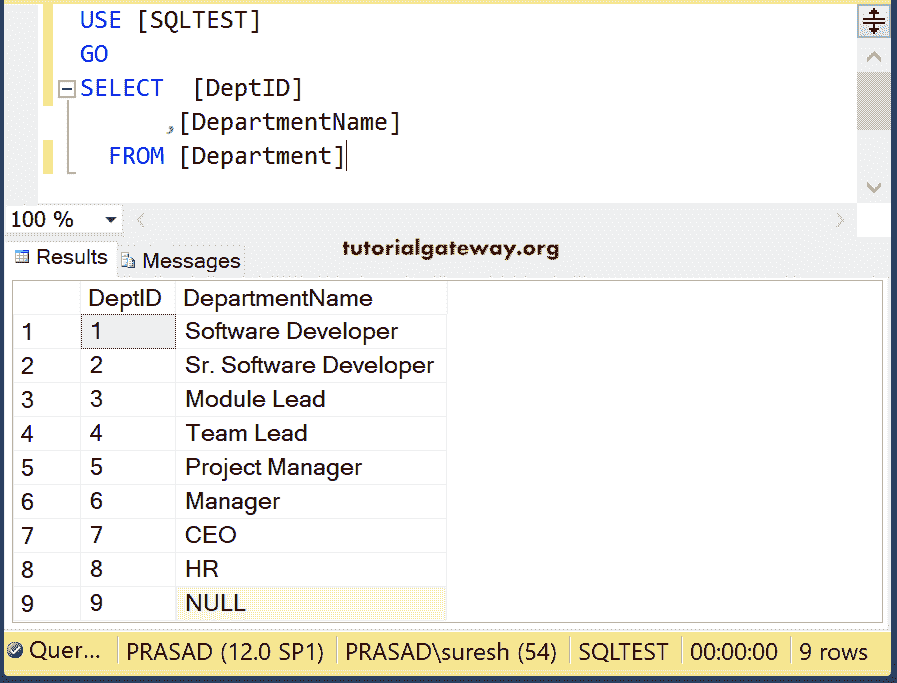 USE [SQLTEST]
GO
SELECT [DeptID]
,[DepartmentName]
FROM [Department]
100 %
tutorialgateway.org
Results Messages
DeptID DepartmentName
1 1 Software Developer
2 2 Sr. Software Developer
3 3 Module Lead
4 4 Team Lead
5 5 Project Manager
6 6 Manager
7 7 CEO
8 8 HR
9 9 NULL
Quer... PRASAD (12.0 SP1) PRASAD\suresh (54) SQLTEST 00:00:00 9 rows